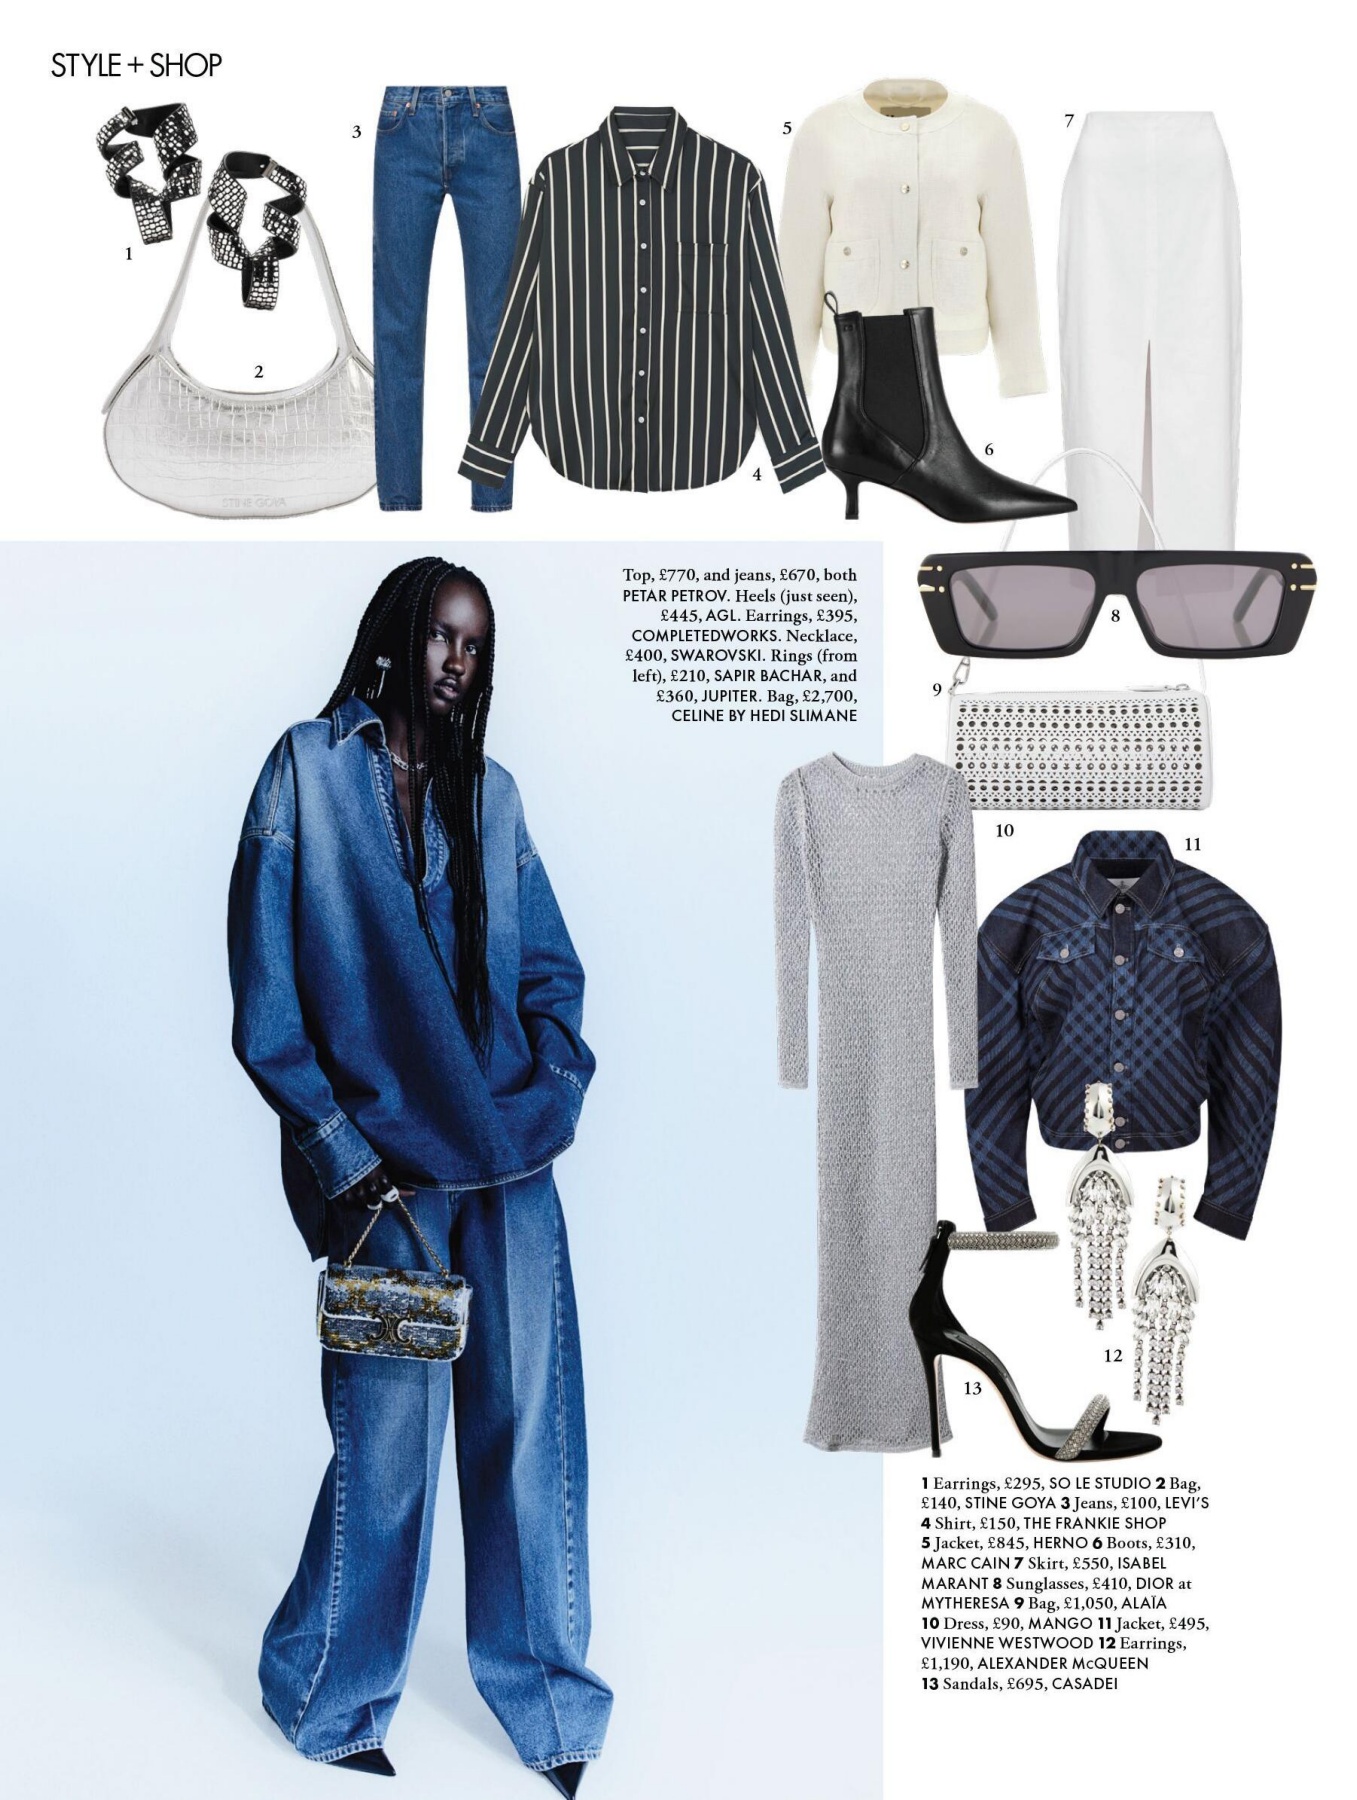 STYLE + SHOP
1
2
STINE GOYA
3
4
5
6
7
8
9
10
11
12
13
Top, £770, and jeans, £670, both
PETAR PETROV. Heels (just seen),
£445, AGL. Earrings, £395,
COMPLETEDWORKS. Necklace,
£400, SWAROVSKI. Rings (from
left), £210, SAPIR BACHAR, and
£360, JUPITER. Bag, £2,700,
CELINE BY HEDI SLIMANE
1 Earrings, £295, SO LE STUDIO 2 Bag,
£140, STINE GOYA 3 Jeans, £100, LEVI'S
4 Shirt, £150, THE FRANKIE SHOP
5 Jacket, £845, HERNO 6 Boots, £310,
MARC CAIN 7 Skirt, £550, ISABEL
MARANT 8 Sunglasses, £410, DIOR at
MYTHERESA 9 Bag, £1,050, ALAÏA
10 Dress, £90, MANGO 11 Jacket, £495,
VIVIENNE WESTWOOD 12 Earrings,
£1,190, ALEXANDER McQUEEN
13 Sandals, £695, CASADEI